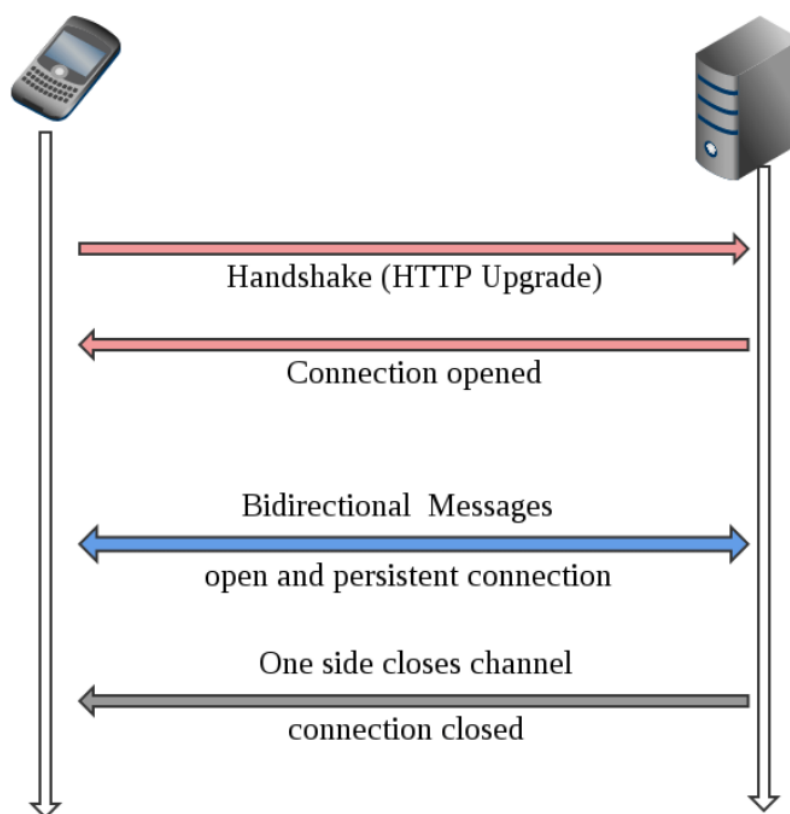 Handshake (HTTP Upgrade)
Connection opened
Bidirectional Messages
open and persistent connection
One side closes channel
connection closed